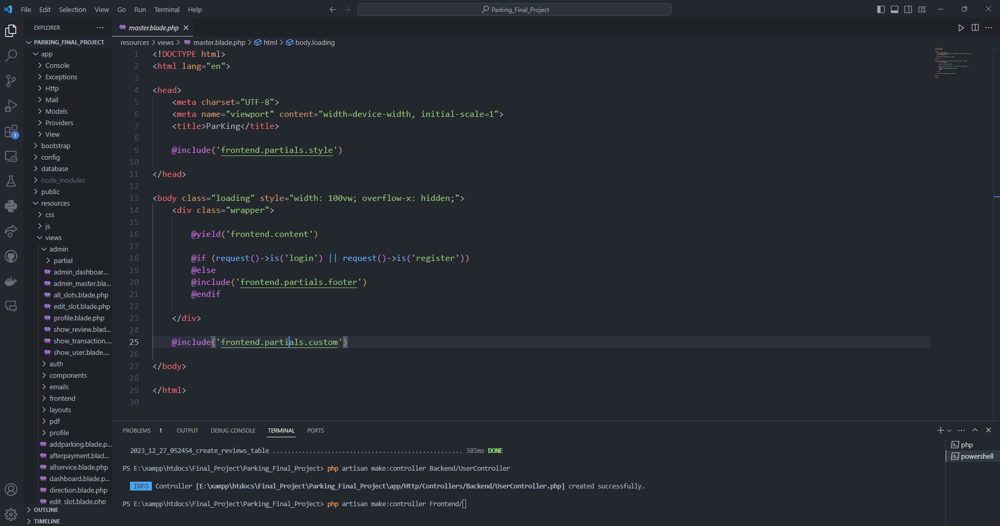 File Edit Selection View Go Run Terminal Help
Parking_Final_Project
EXPLORER
PARKING_FINAL_PROJECT
app
Console
Exceptions
Http
Mail
Models
Providers
View
bootstrap
config
database
node_modules
public
resources
css
js
views
admin
partial
admin_dashboar...
admin_master.bla...
all_slots.blade.php
edit_slot.blade.php
profile.blade.php
show_review.blad...
show_transaction....
show_user.blade....
auth
components
emails
frontend
layouts
pdf
profile
addparking.blade.p...
afterpayment.blad...
allservice.blade.php
dashboard.blade.p...
direction.blade.php
edit_slot.blade.php
OUTLINE
TIMELINE
1
master.blade.php
resources > views > master.blade.php > html > body.loading
1 <!DOCTYPE html>
2 <html lang="en">
3
4 <head>
5 <meta charset="UTF-8">
6 <meta name="viewport" content="width=device-width, initial-scale=1">
7 <title>ParKing</title>
8
9 @include('frontend.partials.style')
10
11 </head>
12
13 <body class="loading" style="width: 100vw; overflow-x: hidden;">
14 <div class="wrapper">
15
16 @yield('frontend.content')
17
18 @if (request()->is('login') || request()->is('register'))
19 @else
20 @include('frontend.partials.footer')
21 @endif
22
23 </div>
24
25 @include('frontend.partials.custom')
26
27 </body>
28
29 </html>
30
PROBLEMS 1 OUTPUT DEBUG CONSOLE TERMINAL PORTS
2023_12_27_052454_create_reviews_table ................................................ 385ms DONE
PS E:\xampp\htdocs\Final_Project\Parking_Final_Project> php artisan make:controller Backend/UserController
INFO Controller [E:\xampp\htdocs\Final_Project\Parking_Final_Project\app/Http/Controllers/Backend/UserController.php] created successfully.
PS E:\xampp\htdocs\Final_Project\Parking_Final_Project> php artisan make:controller Frontend/
php
powershell